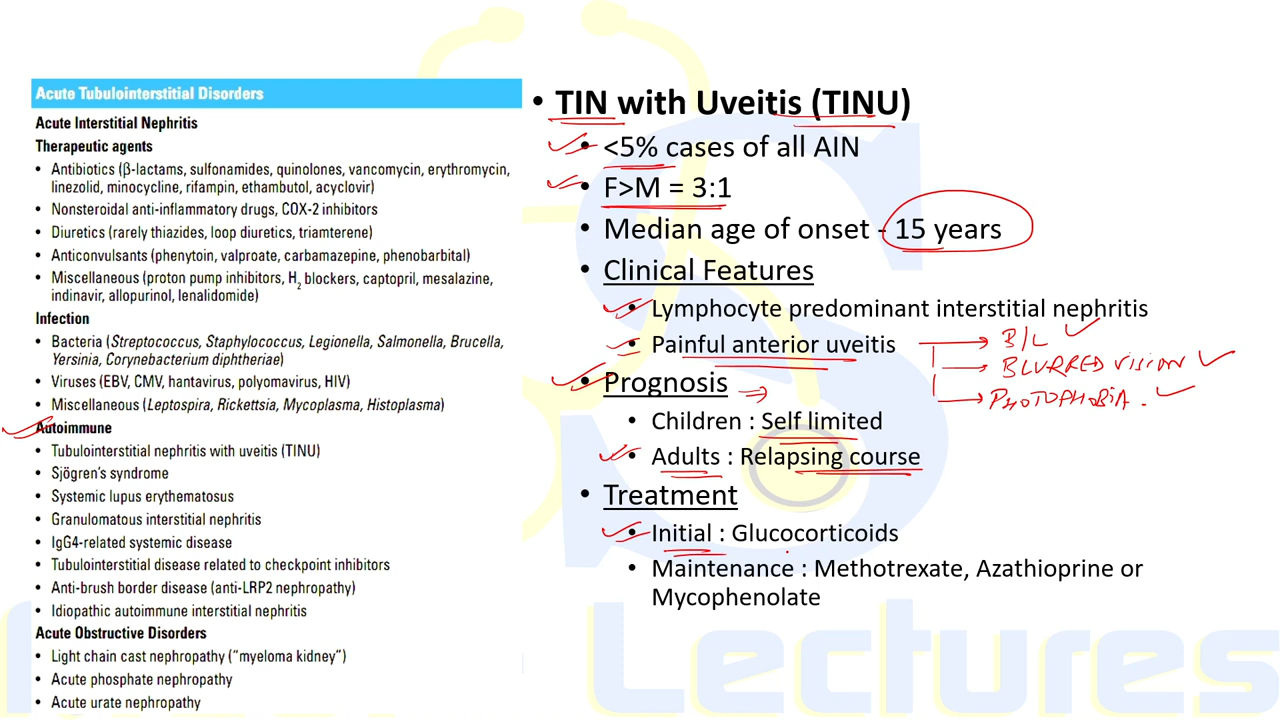 Acute Tubulointerstitial Disorders
Acute Interstitial Nephritis
Therapeutic agents
• Antibiotics (β-lactams, sulfonamides, quinolones, vancomycin, erythromycin,
linezolid, minocycline, rifampin, ethambutol, acyclovir)
• Nonsteroidal anti-inflammatory drugs, COX-2 inhibitors
• Diuretics (rarely thiazides, loop diuretics, triamterene)
• Anticonvulsants (phenytoin, valproate, carbamazepine, phenobarbital)
• Miscellaneous (proton pump inhibitors, H2 blockers, captopril, mesalazine,
indinavir, allopurinol, lenalidomide)
Infection
• Bacteria (Streptococcus, Staphylococcus, Legionella, Salmonella, Brucella,
Yersinia, Corynebacterium diphtheriae)
• Viruses (EBV, CMV, hantavirus, polyomavirus, HIV)
• Miscellaneous (Leptospira, Rickettsia, Mycoplasma, Histoplasma)
Autoimmune
• Tubulointerstitial nephritis with uveitis (TINU)
• Sjögren's syndrome
• Systemic lupus erythematosus
• Granulomatous interstitial nephritis
• IgG4-related systemic disease
• Tubulointerstitial disease related to checkpoint inhibitors
• Anti-brush border disease (anti-LRP2 nephropathy)
• Idiopathic autoimmune interstitial nephritis
Acute Obstructive Disorders
• Light chain cast nephropathy ("myeloma kidney")
• Acute phosphate nephropathy
• Acute urate nephropathy
• TIN with Uveitis (TINU)
• <5% cases of all AIN
• F>M = 3:1
• Median age of onset - 15 years
• Clinical Features
• Lymphocyte predominant interstitial nephritis
• Painful anterior uveitis
B/L
BLURRED vision
PHOTOPHOBIA.
• Prognosis
• Children : Self limited
• Adults : Relapsing course
• Treatment
• Initial : Glucocorticoids
• Maintenance : Methotrexate, Azathioprine or
Mycophenolate
Lectures